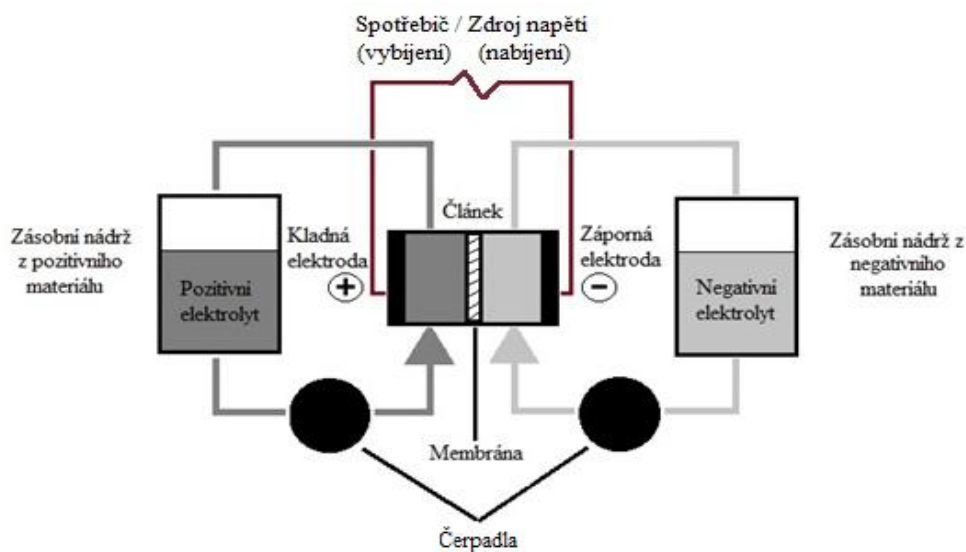 Spotřebič / Zdroj napětí
(vybíjení)    (nabíjení)
Článek
Zásobní nádrž
z pozitivního
materiálu
Pozitivní
elektrolyt
Kladná
elektroda
+
Záporná
elektroda
−
Negativní
elektrolyt
Zásobní nádrž z
negativního
materiálu
Membrána
Čerpadla